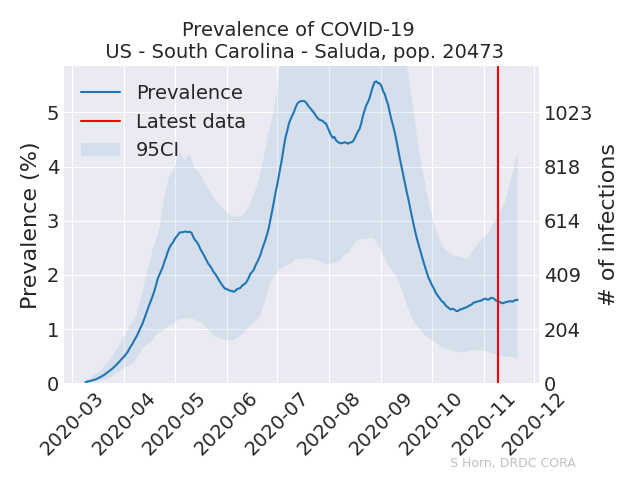 Prevalence of COVID-19
US - South Carolina - Saluda, pop. 20473
Prevalence
Latest data
95CI
Prevalence (%)
5
4
3
2
1
0
1023
818
614
409
204
0
# of infections
2020-03
2020-04
2020-05
2020-06
2020-07
2020-08
2020-09
2020-10
2020-11
2020-12
S Horn, DRDC CORA